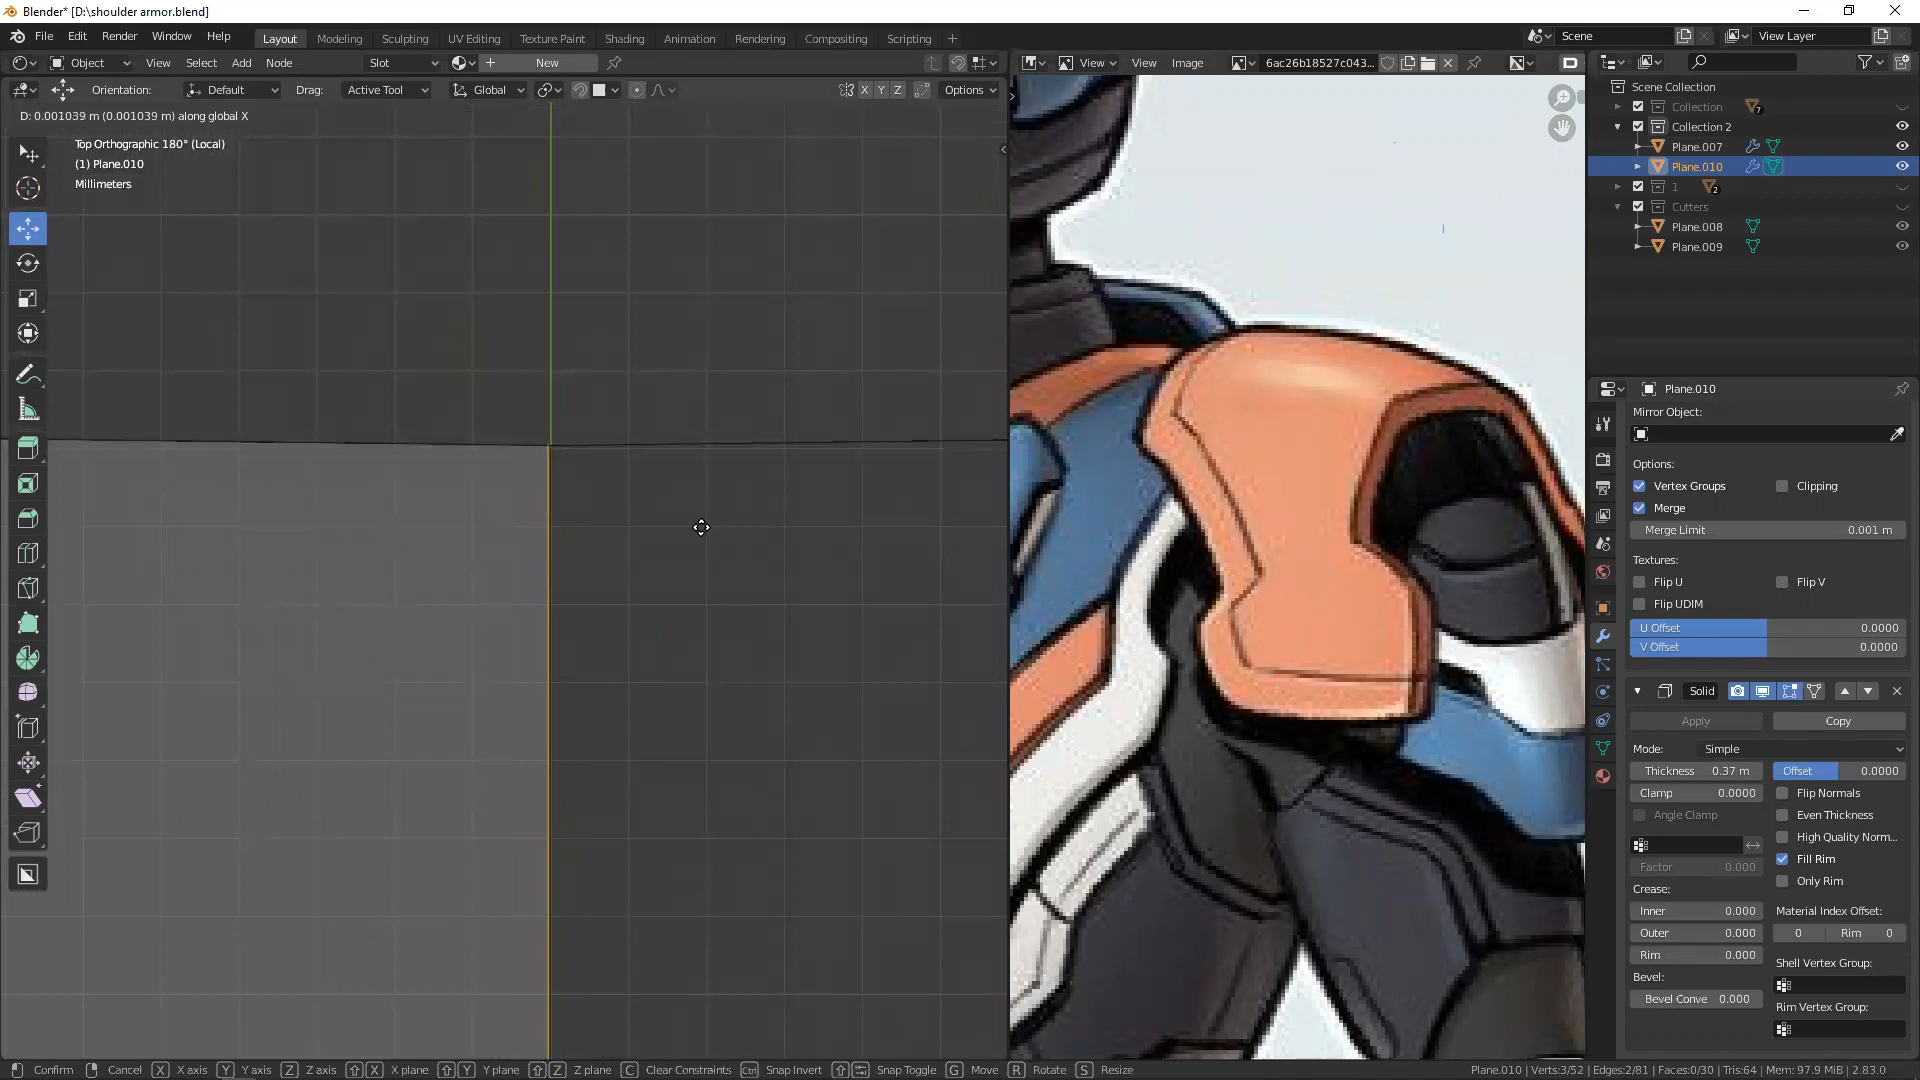 Blender* [D:\shoulder armor.blend]
File Edit Render Window Help
Layout Modeling Sculpting UV Editing Texture Paint Shading Animation Rendering Compositing Scripting
Scene
View Layer
Object View Select Add Node Slot New
View View Image 6ac26b18527c043...
Orientation: Default Drag: Active Tool Global X Y Z Options
D: 0.001039 m (0.001039 m) along global X
Top Orthographic 180° (Local)
(1) Plane.010
Millimeters
Scene Collection
Collection 7
Collection 2
Plane.007
Plane.010
1 2
Cutters
Plane.008
Plane.009
Plane.010
Mirror Object:
Options:
Vertex Groups Clipping
Merge
Merge Limit 0.001 m
Textures:
Flip U Flip V
Flip UDIM
U Offset 0.0000
V Offset 0.0000
Solid
Apply Copy
Mode: Simple
Thickness 0.37 m Offset 0.0000
Clamp 0.0000 Flip Normals
Angle Clamp Even Thickness
High Quality Norm...
Fill Rim
Factor 0.000
Only Rim
Crease:
Inner 0.000 Material Index Offset:
Outer 0.000 0 Rim 0
Rim 0.000 Shell Vertex Group:
Bevel:
Bevel Conve 0.000 Rim Vertex Group:
Confirm Cancel X X axis Y Y axis Z Z axis X X plane Y Y plane Z Z plane C Clear Constraints Ctrl Snap Invert Snap Toggle G Move R Rotate S Resize
Plane.010 | Verts:3/52 | Edges:2/81 | Faces:0/30 | Tris:64 | Mem: 97.9 MiB | 2.83.0